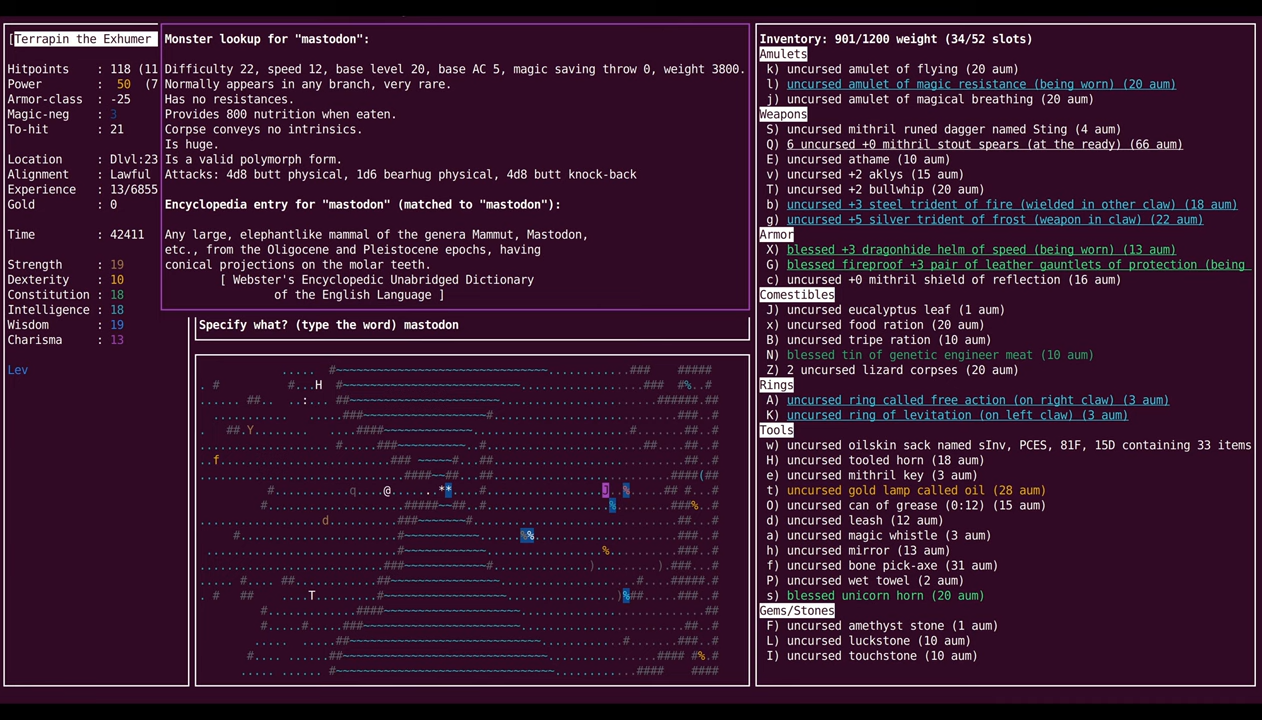 [Terrapin the Exhumer
Hitpoints : 118 (11
Power : 50 (7
Armor-class : -25
Magic-neg : 3
To-hit : 21
Location : Dlvl:23
Alignment : Lawful
Experience : 13/6855
Gold : 0
Time : 42411
Strength : 19
Dexterity : 10
Constitution : 18
Intelligence : 18
Wisdom : 19
Charisma : 13
Lev
Monster lookup for "mastodon":
Difficulty 22, speed 12, base level 20, base AC 5, magic saving throw 0, weight 3800.
Normally appears in any branch, very rare.
Has no resistances.
Provides 800 nutrition when eaten.
Corpse conveys no intrinsics.
Is huge.
Is a valid polymorph form.
Attacks: 4d8 butt physical, 1d6 bearhug physical, 4d8 butt knock-back
Encyclopedia entry for "mastodon" (matched to "mastodon"):
Any large, elephantlike mammal of the genera Mammut, Mastodon,
etc., from the Oligocene and Pleistocene epochs, having
conical projections on the molar teeth.
[ Webster's Encyclopedic Unabridged Dictionary
of the English Language ]
Specify what? (type the word) mastodon
Inventory: 901/1200 weight (34/52 slots)
Amulets
k) uncursed amulet of flying (20 aum)
l) uncursed amulet of magic resistance (being worn) (20 aum)
j) uncursed amulet of magical breathing (20 aum)
Weapons
S) uncursed mithril runed dagger named Sting (4 aum)
Q) 6 uncursed +0 mithril stout spears (at the ready) (66 aum)
E) uncursed athame (10 aum)
v) uncursed +2 aklys (15 aum)
T) uncursed +2 bullwhip (20 aum)
b) uncursed +3 steel trident of fire (wielded in other claw) (18 aum)
g) uncursed +5 silver trident of frost (weapon in claw) (22 aum)
Armor
X) blessed +3 dragonhide helm of speed (being worn) (13 aum)
G) blessed fireproof +3 pair of leather gauntlets of protection (being
c) uncursed +0 mithril shield of reflection (16 aum)
Comestibles
J) uncursed eucalyptus leaf (1 aum)
x) uncursed food ration (20 aum)
B) uncursed tripe ration (10 aum)
N) blessed tin of genetic engineer meat (10 aum)
Z) 2 uncursed lizard corpses (20 aum)
Rings
A) uncursed ring called free action (on right claw) (3 aum)
K) uncursed ring of levitation (on left claw) (3 aum)
Tools
w) uncursed oilskin sack named sInv, PCES, 81F, 15D containing 33 items
H) uncursed tooled horn (18 aum)
e) uncursed mithril key (3 aum)
t) uncursed gold lamp called oil (28 aum)
O) uncursed can of grease (0:12) (15 aum)
d) uncursed leash (12 aum)
a) uncursed magic whistle (3 aum)
h) uncursed mirror (13 aum)
f) uncursed bone pick-axe (31 aum)
P) uncursed wet towel (2 aum)
s) blessed unicorn horn (20 aum)
Gems/Stones
F) uncursed amethyst stone (1 aum)
L) uncursed luckstone (10 aum)
I) uncursed touchstone (10 aum)